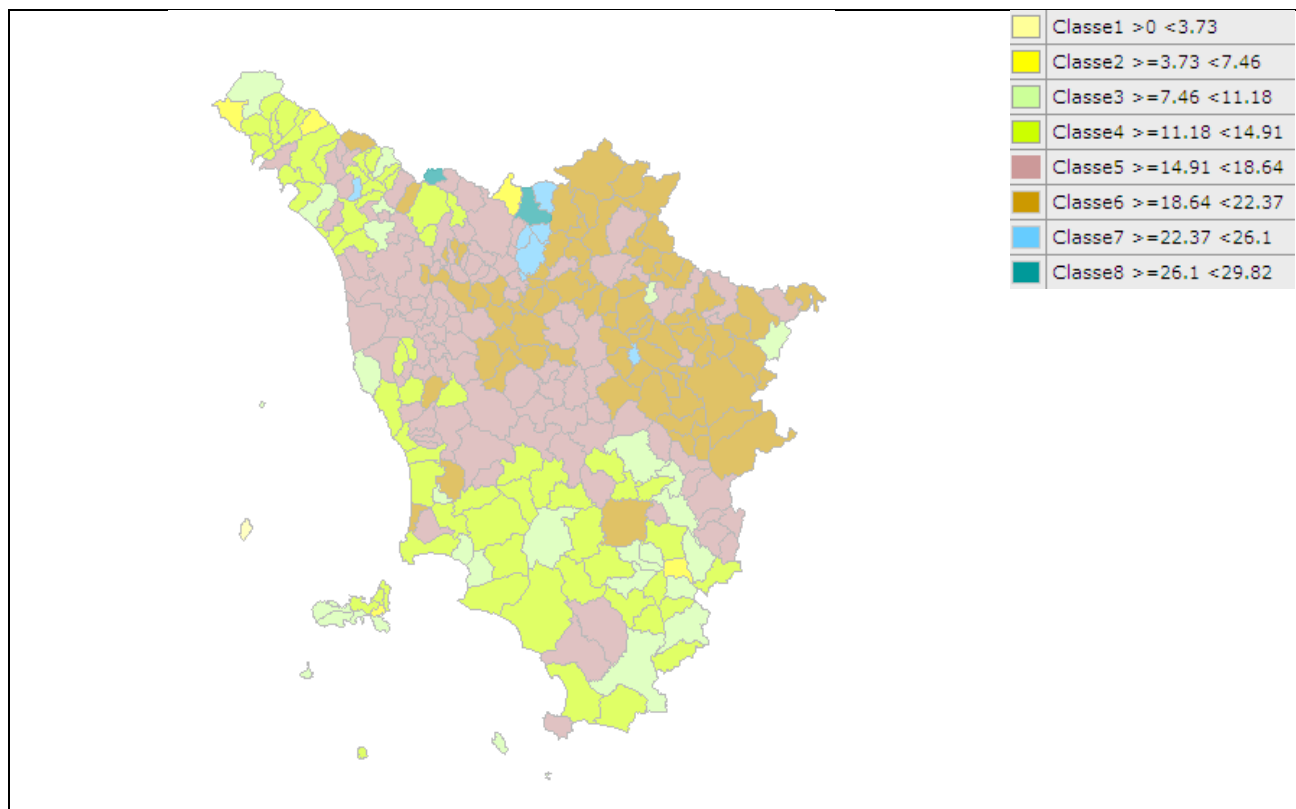 Classe1 >0 <3.73
Classe2 >=3.73 <7.46
Classe3 >=7.46 <11.18
Classe4 >=11.18 <14.91
Classe5 >=14.91 <18.64
Classe6 >=18.64 <22.37
Classe7 >=22.37 <26.1
Classe8 >=26.1 <29.82